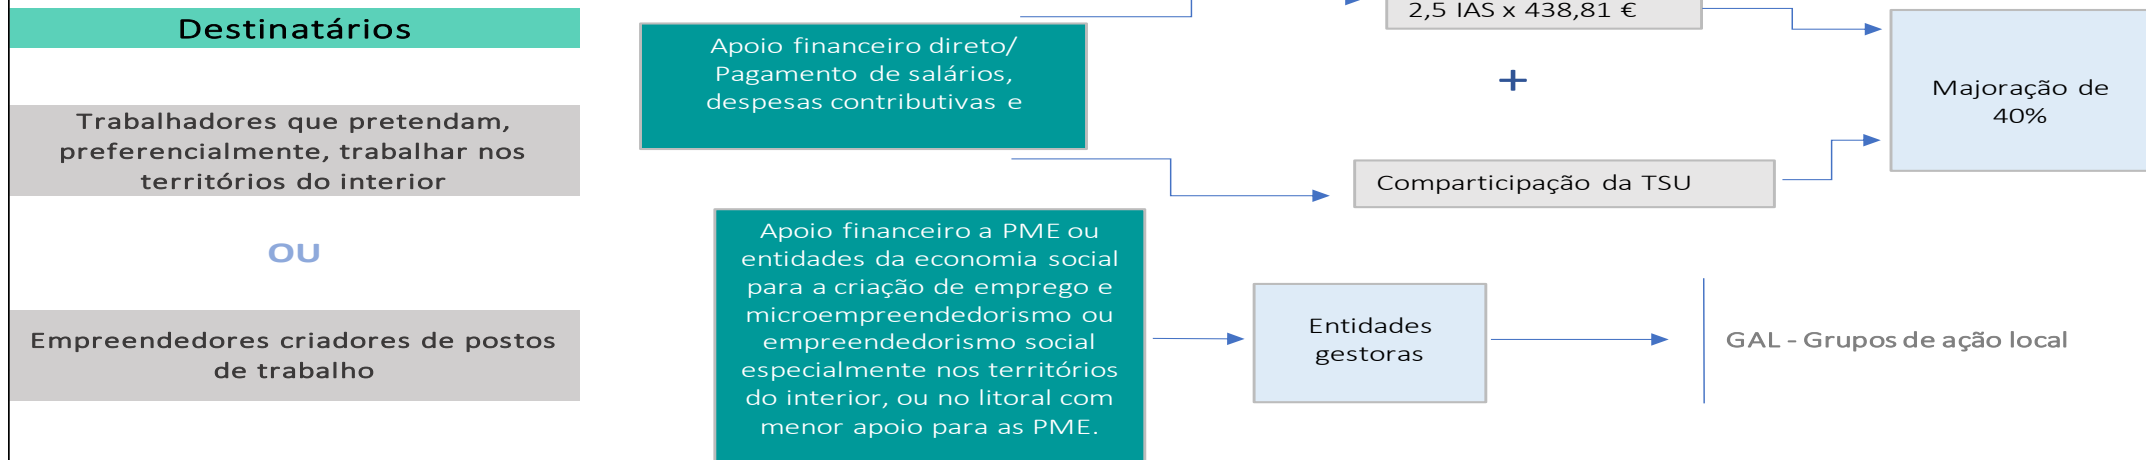 Destinatários
Trabalhadores que pretendam,
preferencialmente, trabalhar nos
territórios do interior
OU
Empreendedores criadores de postos
de trabalho
Apoio financeiro direto/
Pagamento de salários,
despesas contributivas e
2,5 IAS x 438,81 €
+
Comparticipação da TSU
Majoração de
40%
Apoio financeiro a PME ou
entidades da economia social
para a criação de emprego e
microempreendedorismo ou
empreendedorismo social
especialmente nos territórios
do interior, ou no litoral com
menor apoio para as PME.
Entidades
gestoras
GAL - Grupos de ação local